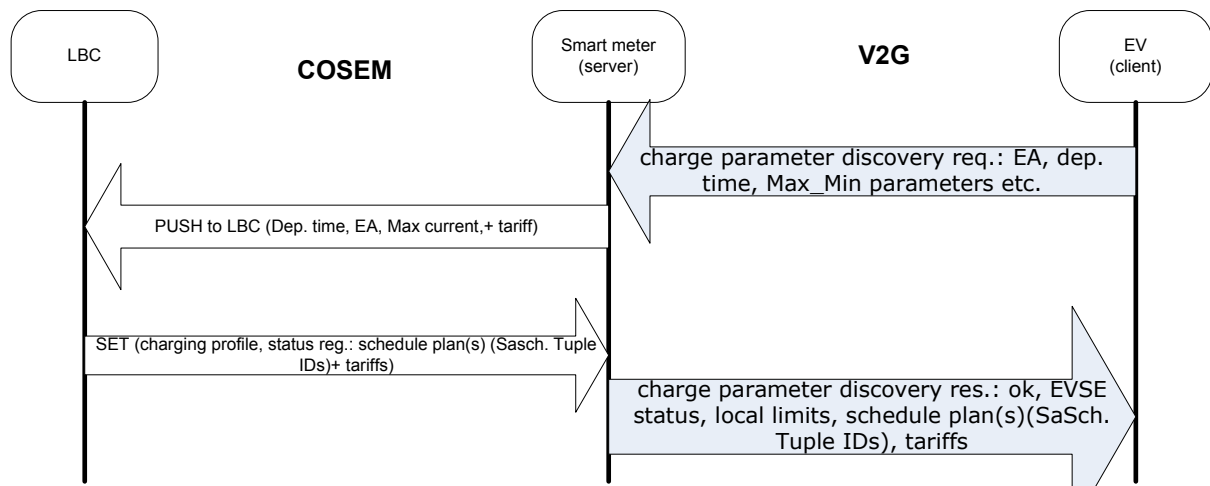 LBC
COSEM
Smart meter
(server)
V2G
EV
(client)
charge parameter discovery req.: EA, dep.
time, Max_Min parameters etc.
PUSH to LBC (Dep. time, EA, Max current,+ tariff)
SET (charging profile, status reg.: schedule plan(s) (Sasch. Tuple
IDs)+ tariffs)
charge parameter discovery res.: ok, EVSE
status, local limits, schedule plan(s)(SaSch.
Tuple IDs), tariffs